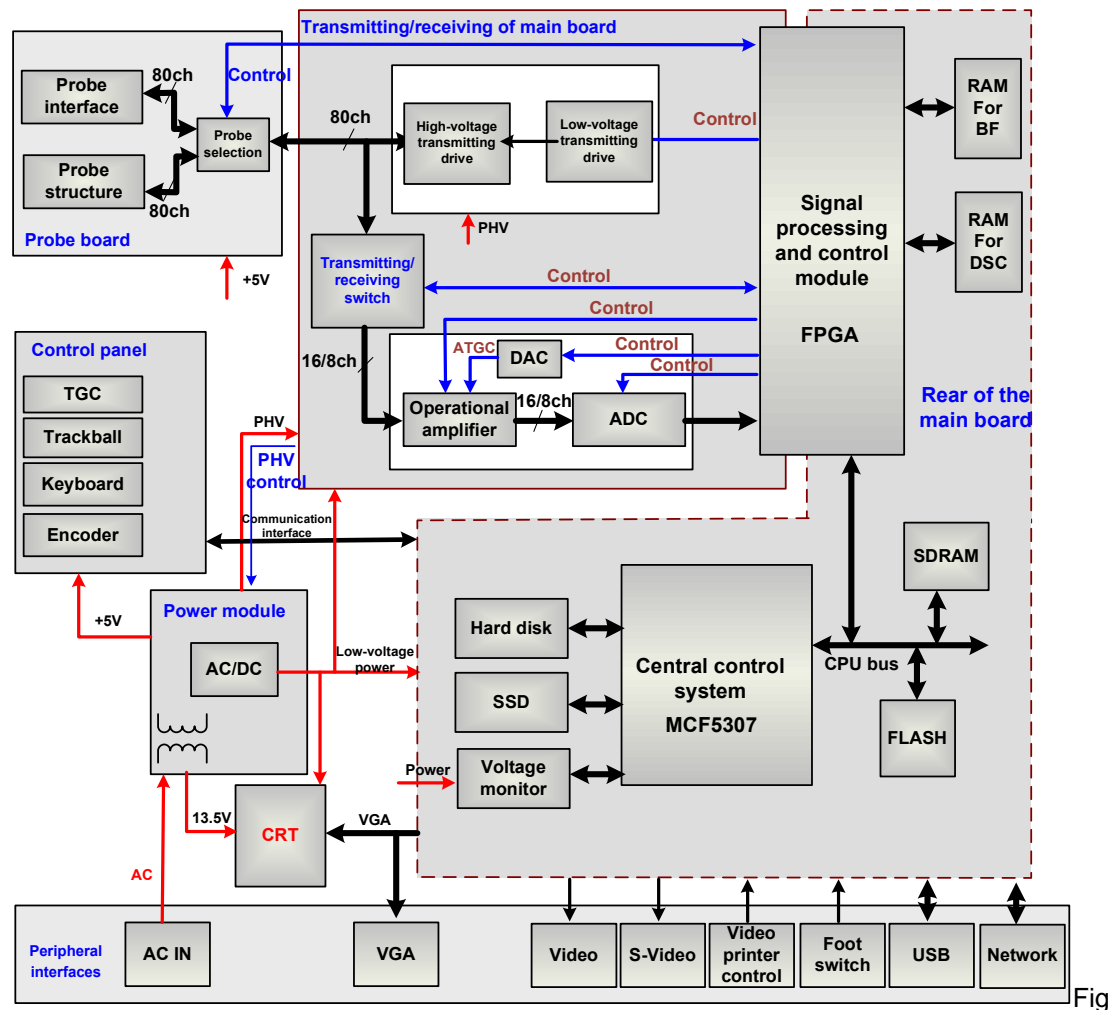 Transmitting/receiving of main board
80ch
Control
Probe
interface
Probe
selection
Probe
structure
80ch
Probe board
+5V
80ch
High-voltage
transmitting
drive
Low-voltage
transmitting
drive
Control
PHV
Signal
processing
and control
module
FPGA
RAM
For
BF
RAM
For
DSC
Transmitting/
receiving
switch
Control
Control
16/8ch
ATGC
DAC
Control
Control
Operational
amplifier
16/8ch
ADC
Rear of the
main board
Control panel
TGC
Trackball
Keyboard
Encoder
PHV
PHV
control
Communication
interface
+5V
Power module
AC/DC
Low-voltage
power
Hard disk
SSD
Power
Voltage
monitor
Central control
system
MCF5307
CPU bus
SDRAM
FLASH
13.5V
CRT
VGA
AC
Peripheral
interfaces
AC IN
VGA
Video
S-Video
Video
printer
control
Foot
switch
USB
Network
Fig